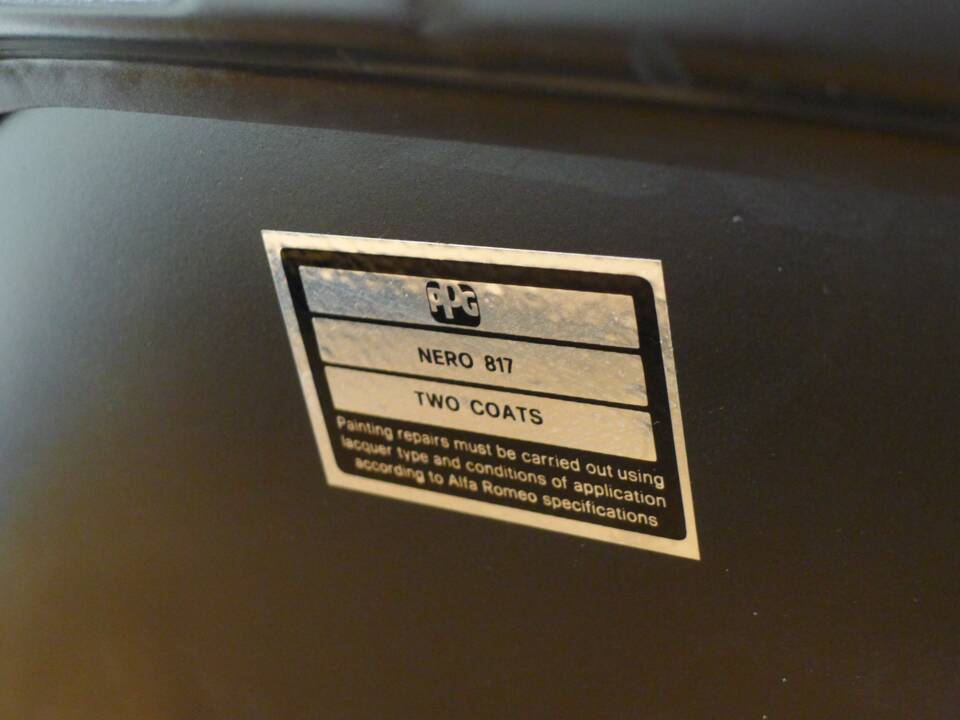 PPG
NERO 817
TWO COATS
Painting repairs must be carried out using
lacquer type and conditions of application
according to Alfa Romeo specifications